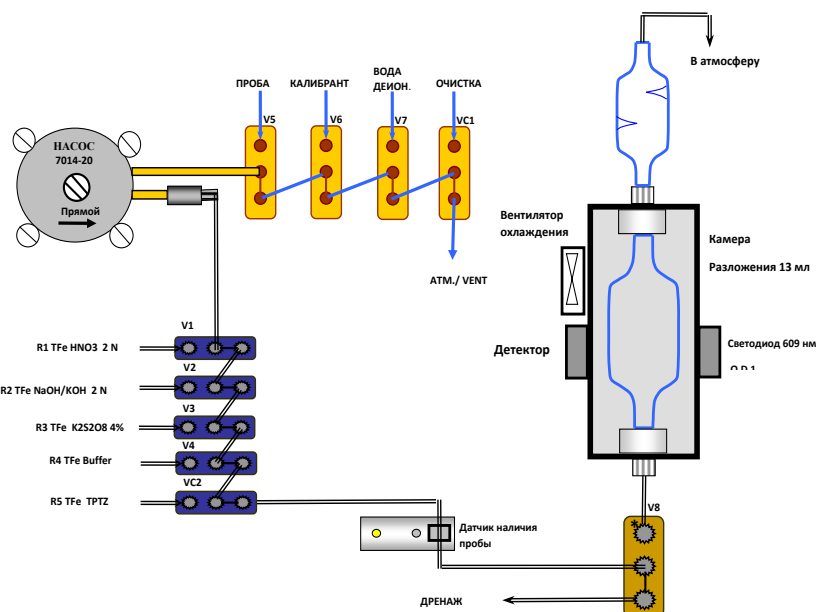 В атмосферу
ПРОБА
КАЛИБРАНТ
ВОДА
ДЕИОН.
ОЧИСТКА
V5
V6
V7
VC1
НАСОС
7014-20
Прямой
АТМ./ VENT
Вентилятор
охлаждения
Камера
Разложения 13 мл
Детектор
Светодиод 609 нм
O.D.1
V1
R1 TFe HNO3 2 N
V2
R2 TFe NaOH/KOH 2 N
V3
R3 TFe K2S2O8 4%
V4
R4 TFe Buffer
VC2
R5 TFe TPTZ
Датчик наличия
пробы
V8
*
ДРЕНАЖ